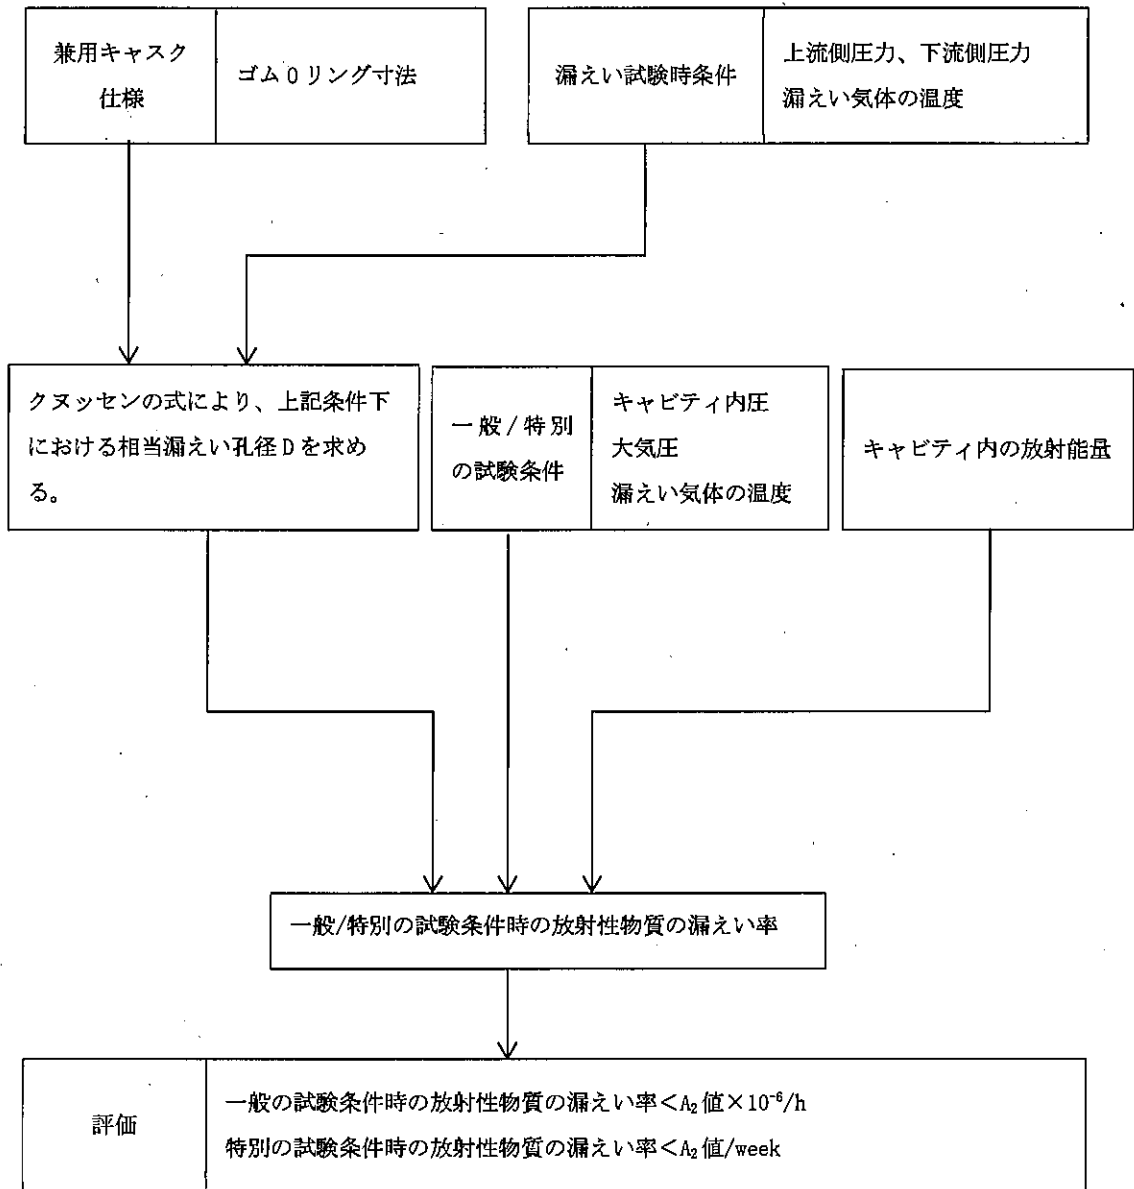 兼用キャスク
仕様
ゴムOリング寸法
漏えい試験時条件
上流側圧力、下流側圧力
漏えい気体の温度
クヌッセンの式により、上記条件下
における相当漏えい孔径Dを求め
る。
一般/特別
の試験条件
キャビティ内圧
大気圧
漏えい気体の温度
キャビティ内の放射能量
一般/特別の試験条件時の放射性物質の漏えい率
評価
一般の試験条件時の放射性物質の漏えい率<A₂値×10⁻⁶/h
特別の試験条件時の放射性物質の漏えい率<A₂値/week